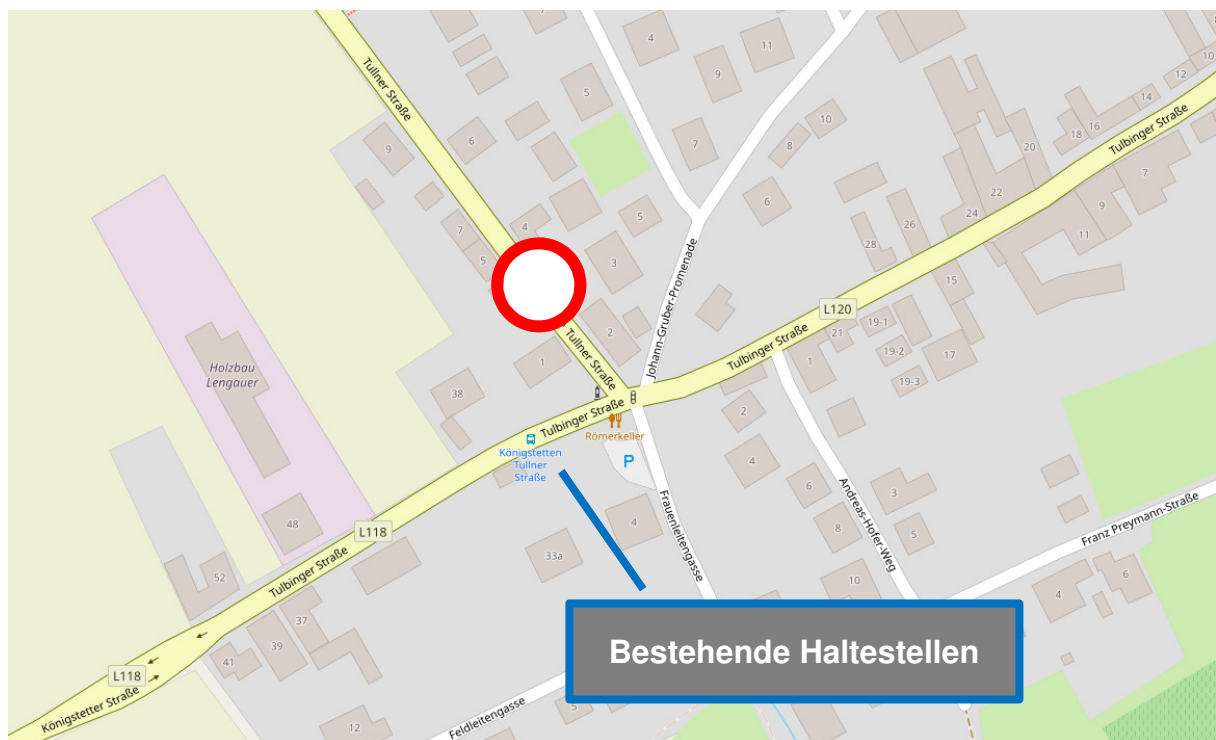 4
11
9
5
7
10
8
6
Tullner Straße
6
9
4
7
5
5
3
2
1
38
Johann-Gruber-Promenade
Tullner Straße
10
12
14
16
18
20
22
24
26
28
7
9
11
15
17
19-1
19-2
19-3
21
1
Tulbinger Straße
L120
Tulbinger Straße
Holzbau
Lengauer
Tulbinger Straße
Römerkeller
Königstetten
Tullner
Straße
P
2
4
6
8
10
3
5
Andreas-Hofer-Weg
Franz Preymann-Straße
4
6
Frauenleitengasse
4
33a
48
52
L118
Tulbinger Straße
37
39
41
L118
Königstetter Straße
12
Feldleitengasse
5
Bestehende Haltestellen